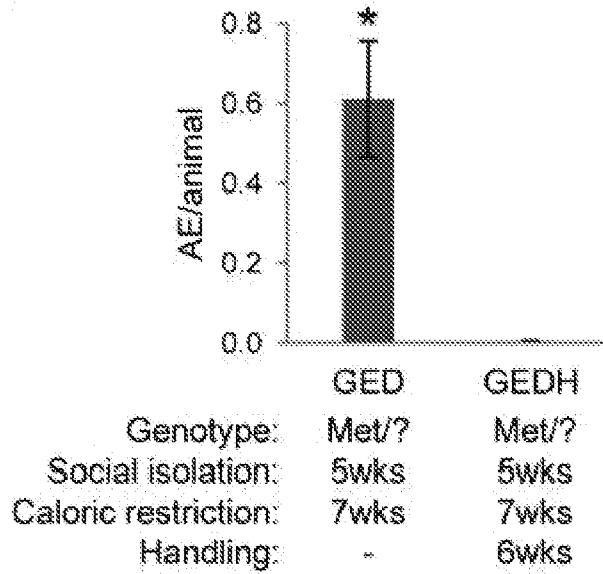 0.8
*
0.6
0.4
0.2
0.0
AE/animal
GED GEDH
Genotype: Met/? Met/?
Social isolation: 5wks 5wks
Caloric restriction: 7wks 7wks
Handling: - 6wks